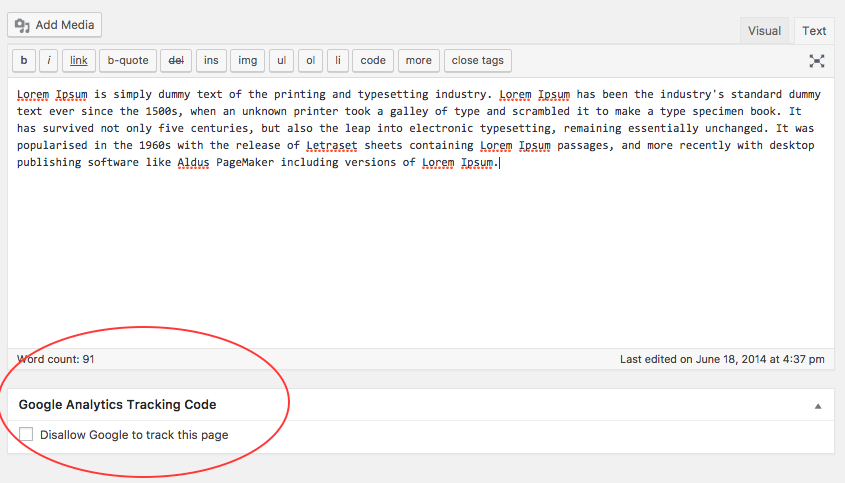 Add Media
Visual Text
b i link b-quote del ins img ul ol li code more close tags
Lorem Ipsum is simply dummy text of the printing and typesetting industry. Lorem Ipsum has been the industry's standard dummy
text ever since the 1500s, when an unknown printer took a galley of type and scrambled it to make a type specimen book. It
has survived not only five centuries, but also the leap into electronic typesetting, remaining essentially unchanged. It was
popularised in the 1960s with the release of Letraset sheets containing Lorem Ipsum passages, and more recently with desktop
publishing software like Aldus PageMaker including versions of Lorem Ipsum.
Word count: 91 Last edited on June 18, 2014 at 4:37 pm
Google Analytics Tracking Code
Disallow Google to track this page